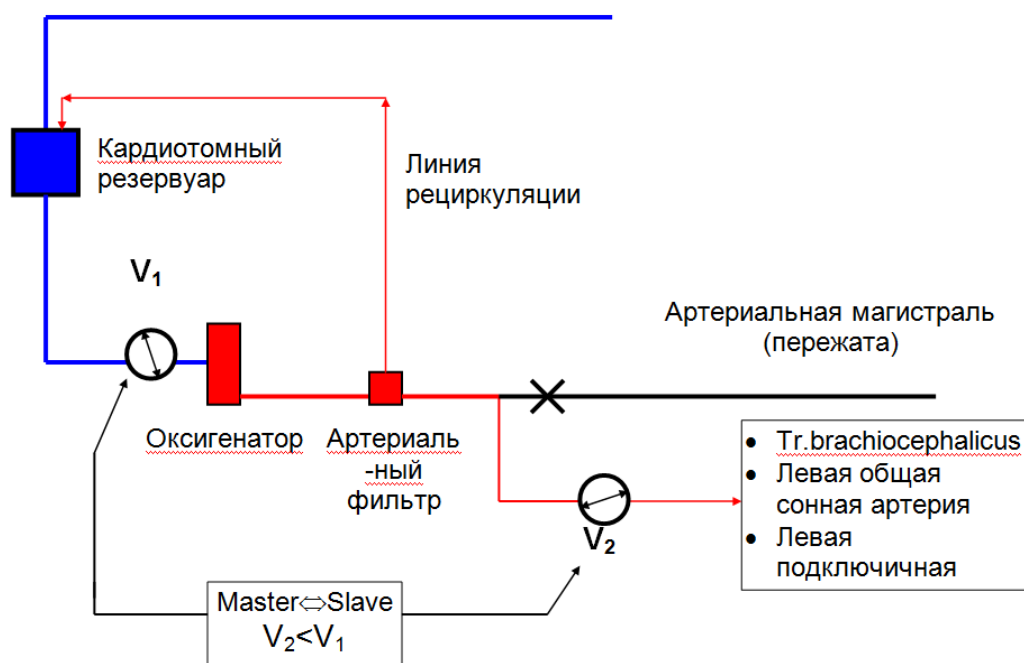 Кардиотомный
резервуар
Линия
рециркуляции
V₁
Артериальная магистраль
(пережата)
Оксигенатор
Артериаль
-ный
фильтр
• Tr.brachiocephalicus
• Левая общая
сонная артерия
• Левая
подключичная
V₂
Master⇔Slave
V₂<V₁